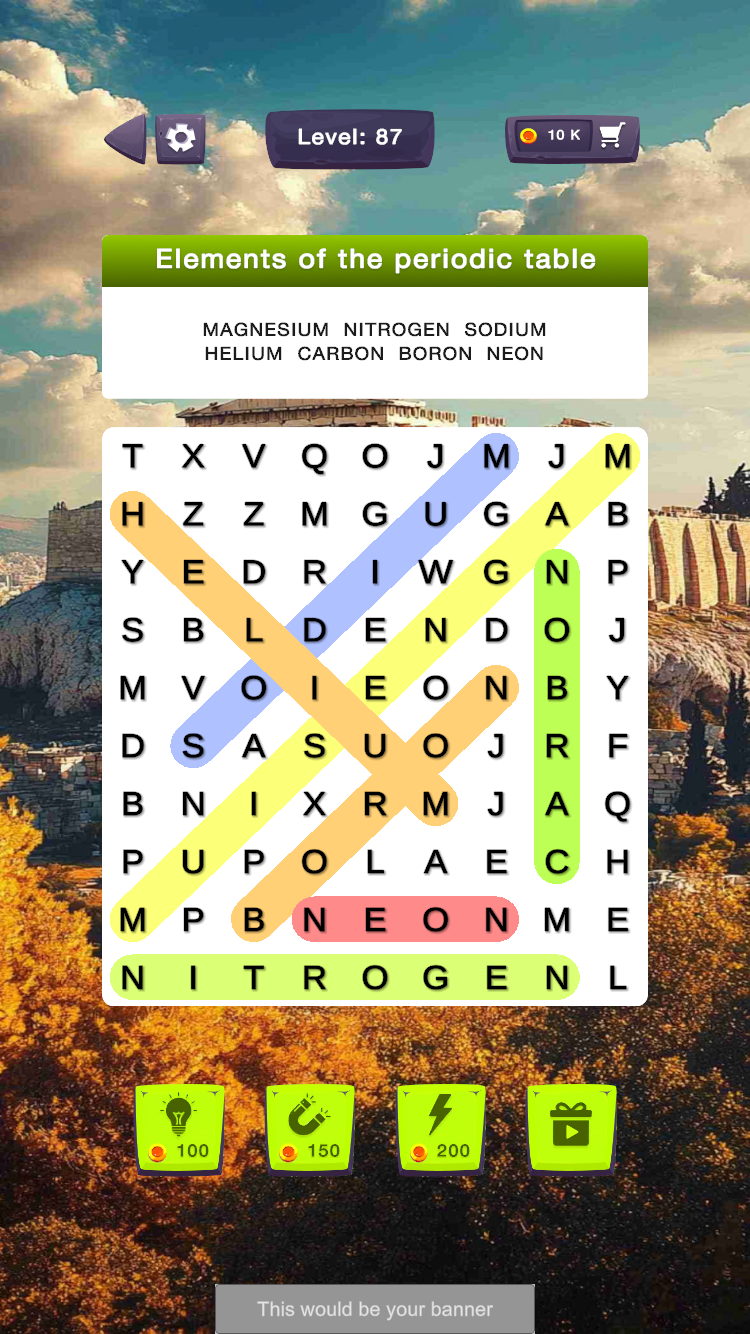 Level: 87
10 K
Elements of the periodic table
MAGNESIUM NITROGEN SODIUM
HELIUM CARBON BORON NEON
T X V Q O J M J M
H Z Z M G U G A B
Y E D R I W G N P
S B L D E N D O J
M V O I E O N B Y
D S A S U O J R F
B N I X R M J A Q
P U P O L A E C H
M P B N E O N M E
N I T R O G E N L
100
150
200
This would be your banner